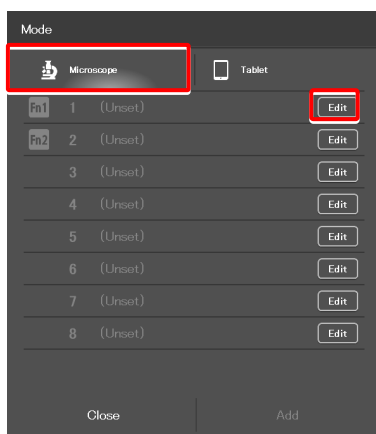 Mode
Microscope Tablet
Fn1 1 (Unset) Edit
Fn2 2 (Unset) Edit
3 (Unset) Edit
4 (Unset) Edit
5 (Unset) Edit
6 (Unset) Edit
7 (Unset) Edit
8 (Unset) Edit
Close Add